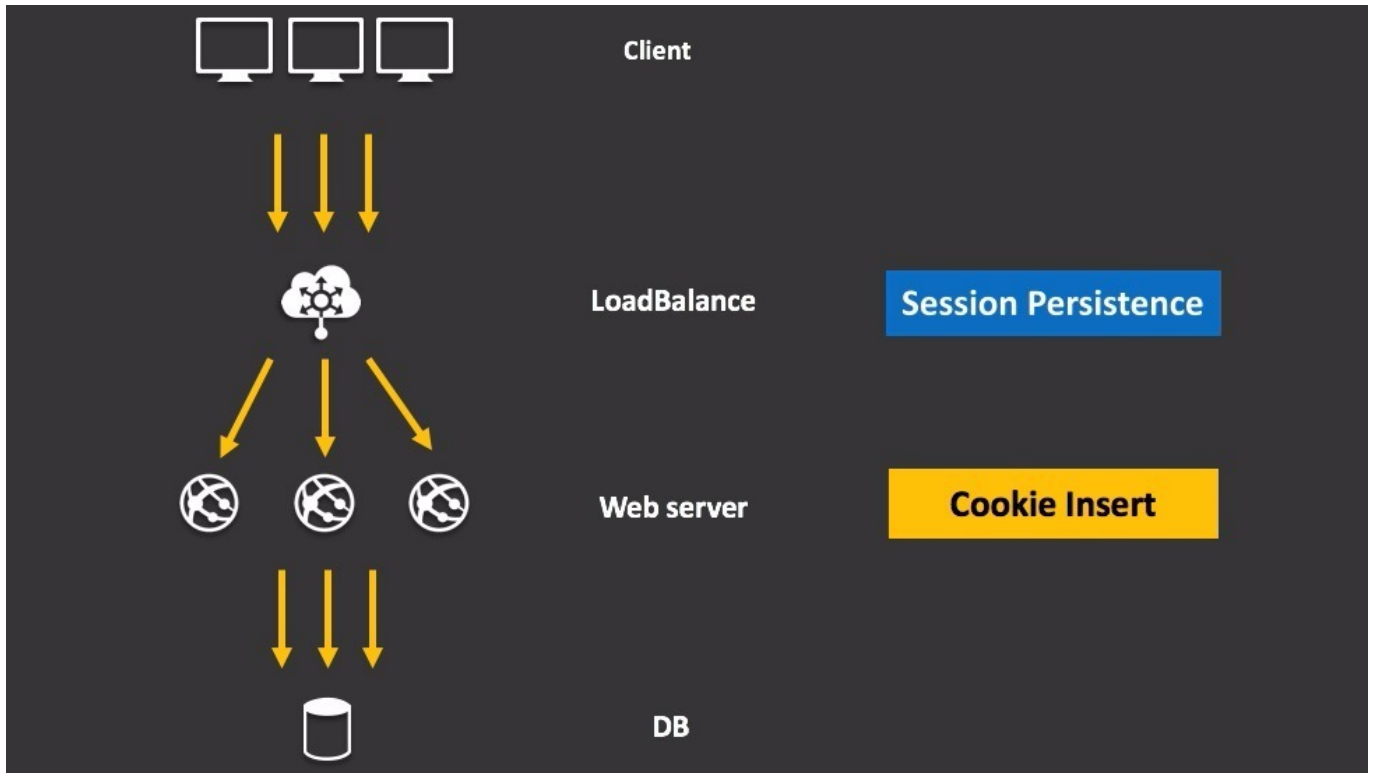 Client
LoadBalance
Session Persistence
Web server
Cookie Insert
DB